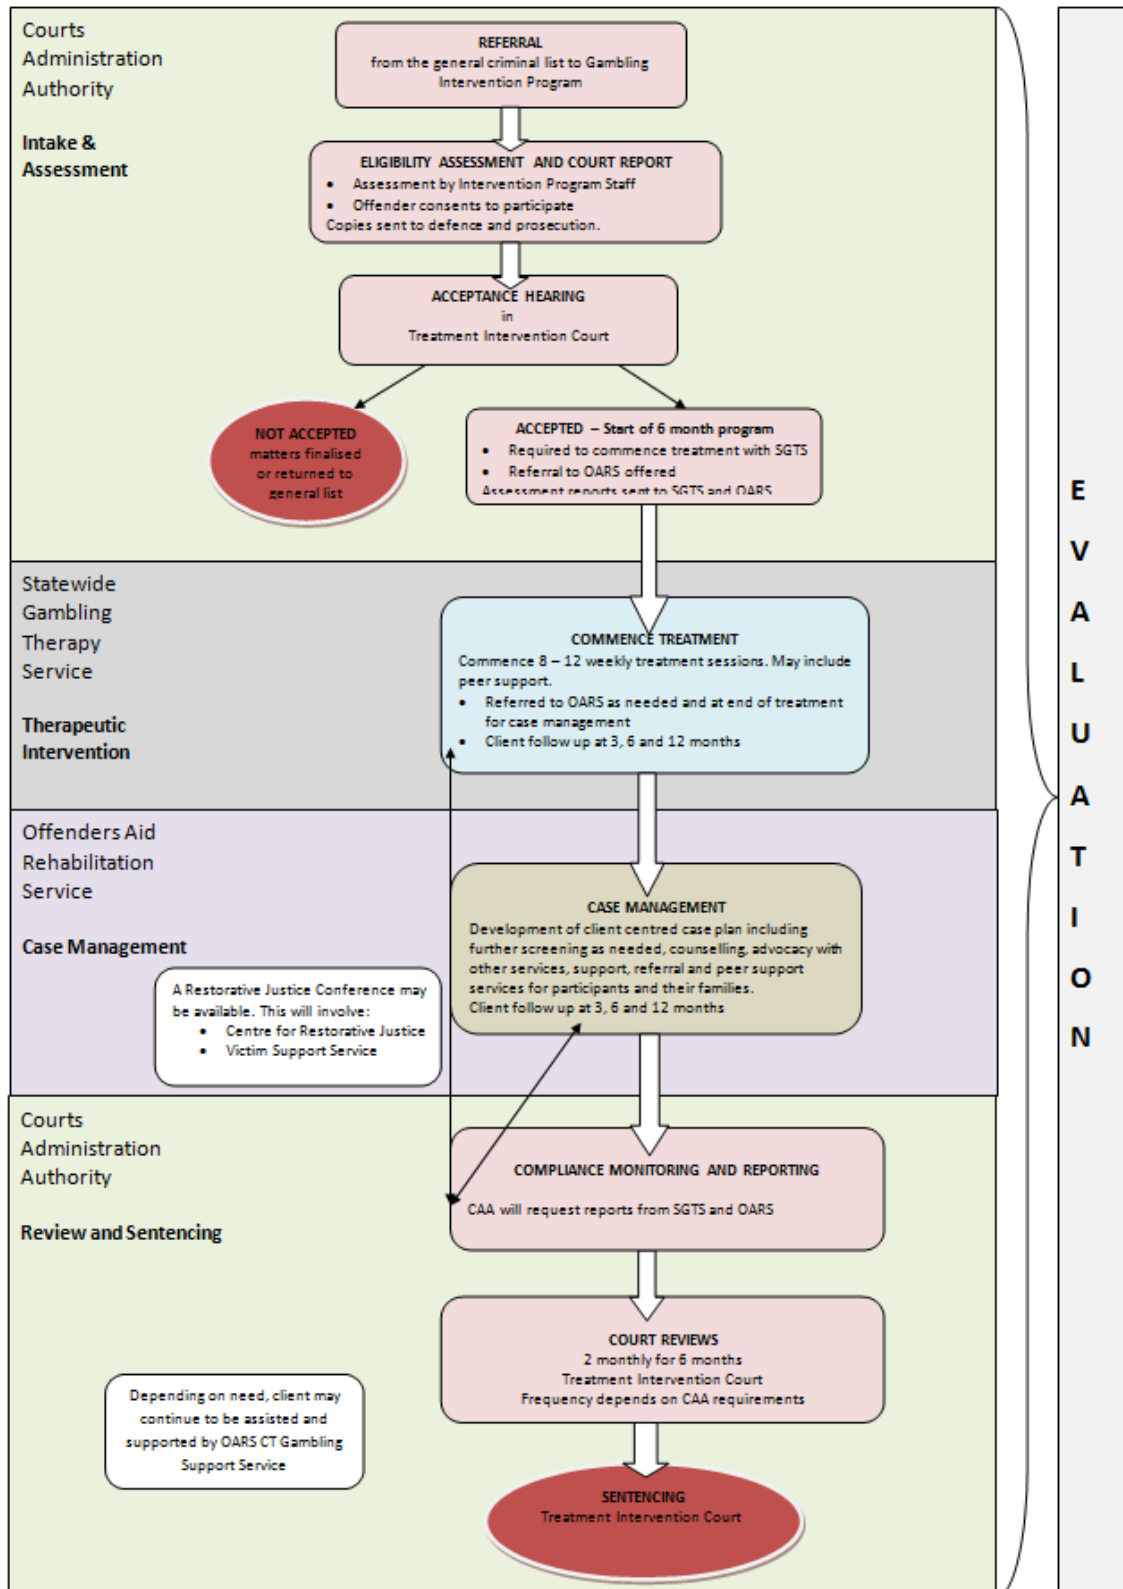 Courts
Administration
Authority
Intake &
Assessment
REFERRAL
from the general criminal list to Gambling
Intervention Program
ELIGIBILITY ASSESSMENT AND COURT REPORT
• Assessment by Intervention Program Staff
• Offender consents to participate
Copies sent to defence and prosecution.
ACCEPTANCE HEARING
in
Treatment Intervention Court
NOT ACCEPTED
matters finalised
or returned to
general list
ACCEPTED – Start of 6 month program
• Required to commence treatment with SGTS
• Referral to OARS offered
Assessment reports sent to SGTS and OARS
Statewide
Gambling
Therapy
Service
Therapeutic
Intervention
COMMENCE TREATMENT
Commence 8 – 12 weekly treatment sessions. May include
peer support.
• Referred to OARS as needed and at end of treatment
for case management
• Client follow up at 3, 6 and 12 months
Offenders Aid
Rehabilitation
Service
Case Management
CASE MANAGEMENT
Development of client centred case plan including
further screening as needed, counselling, advocacy with
other services, support, referral and peer support
services for participants and their families.
Client follow up at 3, 6 and 12 months
A Restorative Justice Conference may
be available. This will involve:
• Centre for Restorative Justice
• Victim Support Service
Courts
Administration
Authority
Review and Sentencing
COMPLIANCE MONITORING AND REPORTING
CAA will request reports from SGTS and OARS
COURT REVIEWS
2 monthly for 6 months
Treatment Intervention Court
Frequency depends on CAA requirements
Depending on need, client may
continue to be assisted and
supported by OARS CT Gambling
Support Service
SENTENCING
Treatment Intervention Court
E
V
A
L
U
A
T
I
O
N